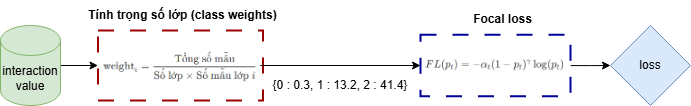 Tính trọng số lớp (class weights)
Focal loss
interaction
value
weight_i = Tổng số mẫu / Số lớp × Số mẫu lớp i
{0 : 0.3, 1 : 13.2, 2 : 41.4}
FL(p_t) = −α_t(1 − p_t)^γ log(p_t)
loss